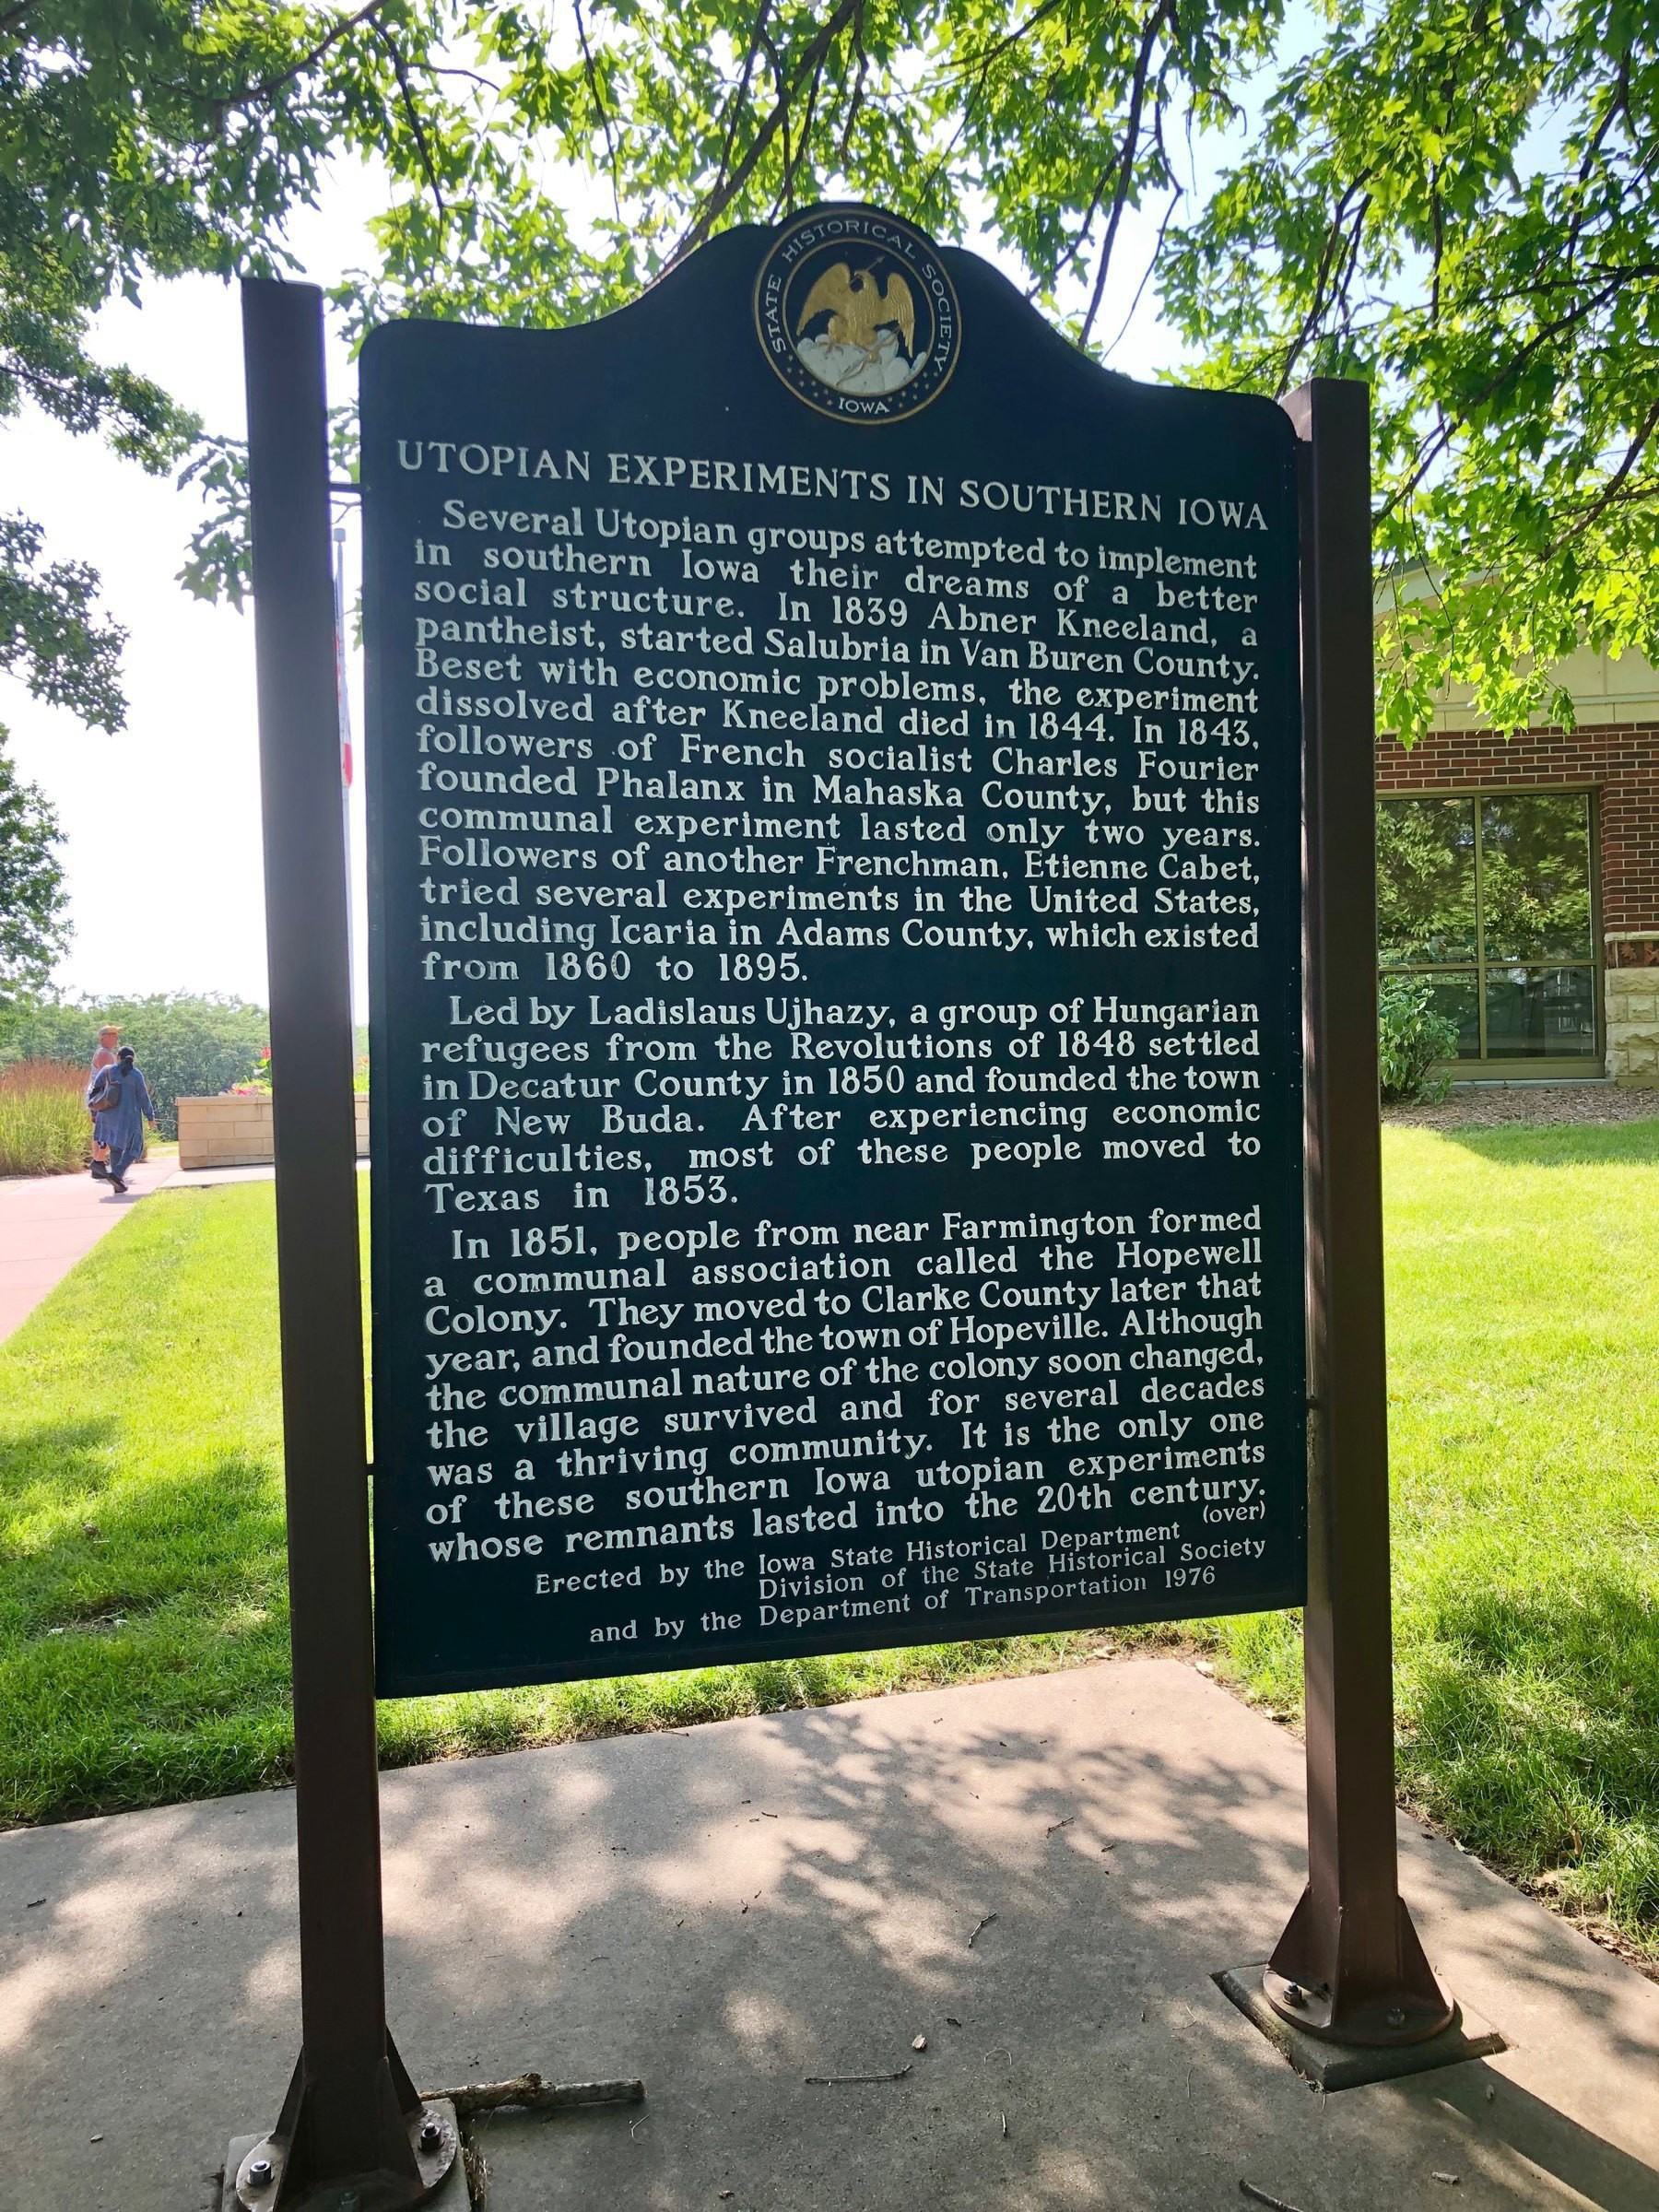 STATE HISTORICAL SOCIETY
IOWA
UTOPIAN EXPERIMENTS IN SOUTHERN IOWA
Several Utopian groups attempted to implement
in southern Iowa their dreams of a better
social structure. In 1839 Abner Kneeland, a
pantheist, started Salubria in Van Buren County.
Beset with economic problems, the experiment
dissolved after Kneeland died in 1844. In 1843,
followers of French socialist Charles Fourier
founded Phalanx in Mahaska County, but this
communal experiment lasted only two years.
Followers of another Frenchman, Etienne Cabet,
tried several experiments in the United States,
including Icaria in Adams County, which existed
from 1860 to 1895.
Led by Ladislaus Ujhazy, a group of Hungarian
refugees from the Revolutions of 1848 settled
in Decatur County in 1850 and founded the town
of New Buda. After experiencing economic
difficulties, most of these people moved to
Texas in 1853.
In 1851, people from near Farmington formed
a communal association called the Hopewell
Colony. They moved to Clarke County later that
year, and founded the town of Hopeville. Although
the communal nature of the colony soon changed,
the village survived and for several decades
was a thriving community. It is the only one
of these southern Iowa utopian experiments
whose remnants lasted into the 20th century.
(over)
Erected by the Iowa State Historical Department
Division of the State Historical Society
and by the Department of Transportation 1976